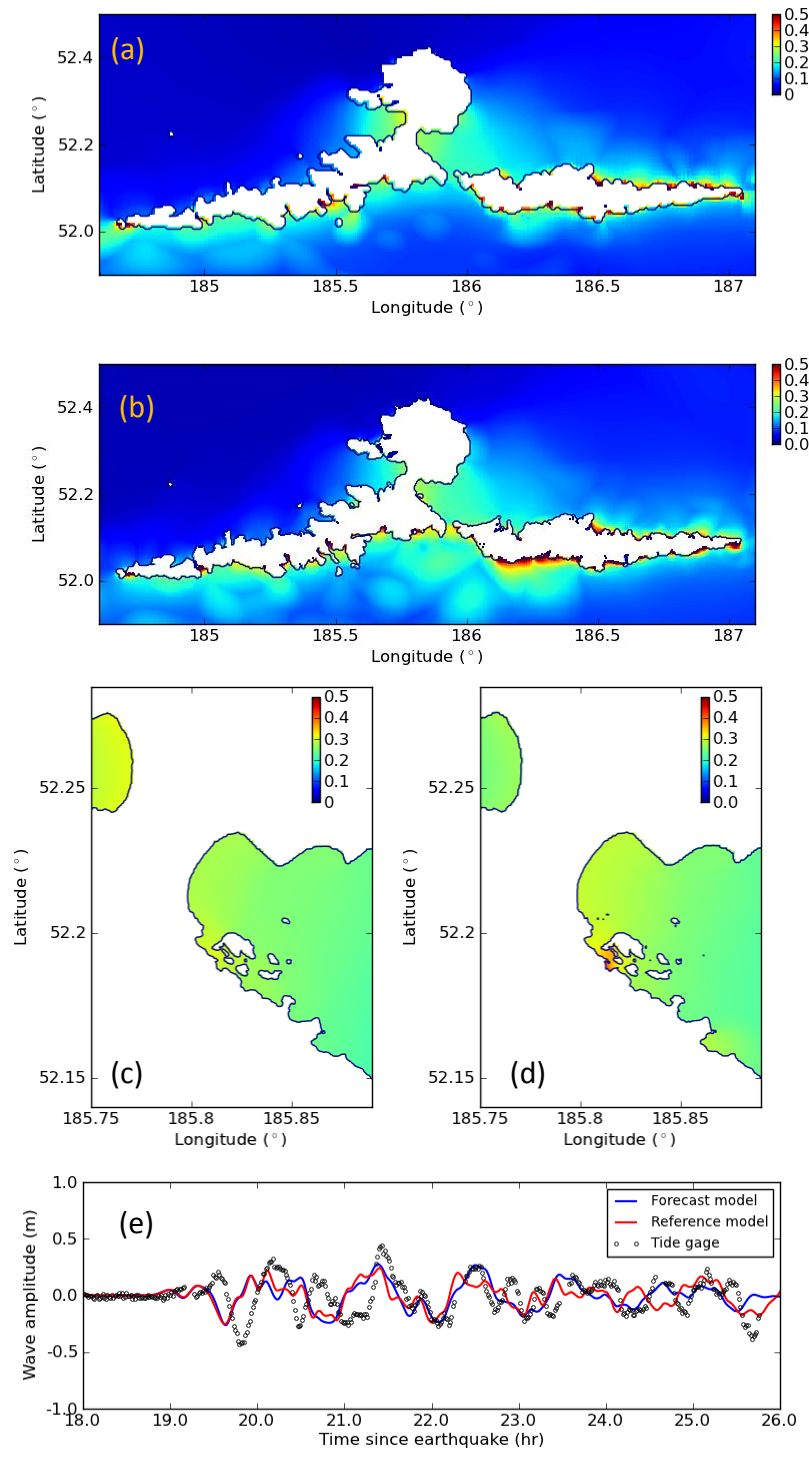 (a)
0.5
0.4
0.3
0.2
0.1
0
52.4
52.2
52.0
Latitude (°)
185 185.5 186 186.5 187
Longitude (°)
(b)
0.5
0.4
0.3
0.2
0.1
0.0
52.4
52.2
52.0
Latitude (°)
185 185.5 186 186.5 187
Longitude (°)
0.5
0.4
0.3
0.2
0.1
0
52.25
52.2
52.15
Latitude (°)
(c)
185.75 185.8 185.85
Longitude (°)
0.5
0.4
0.3
0.2
0.1
0.0
52.25
52.2
52.15
Latitude (°)
(d)
185.75 185.8 185.85
Longitude (°)
(e)
1.0
0.5
0.0
-0.5
-1.0
Wave amplitude (m)
Forecast model
Reference model
Tide gage
18.0 19.0 20.0 21.0 22.0 23.0 24.0 25.0 26.0
Time since earthquake (hr)